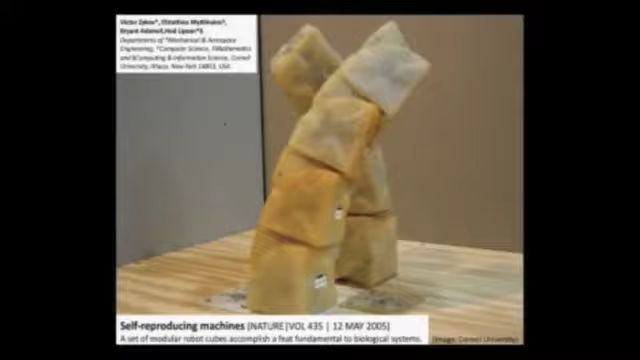 Victor Zykov*, Efstathios Mytilinaios†,
Bryant Adams‡, Hod Lipson*§
Departments of *Mechanical & Aerospace
Engineering, †Computer Science, ‡Mathematics
and §Computing & Information Science, Cornell
University, Ithaca, New York 14853, USA
Self-reproducing machines (NATURE|VOL 435 | 12 MAY 2005)
A set of modular robot cubes accomplish a feat fundamental to biological systems.
(Image: Cornell University)